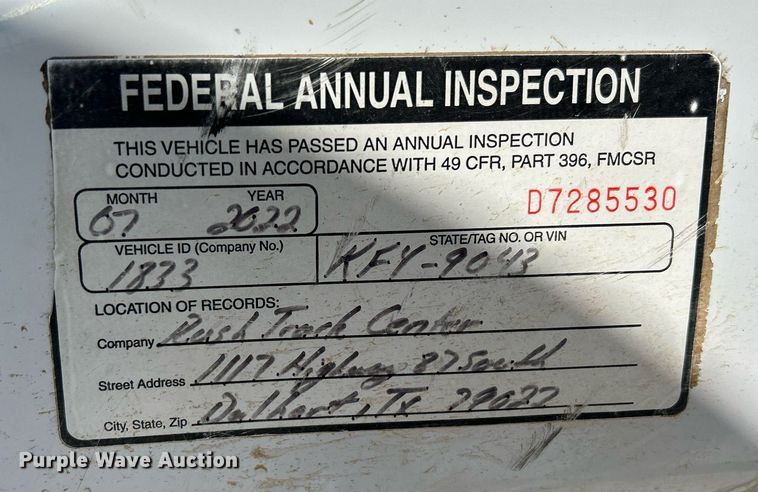 FEDERAL ANNUAL INSPECTION
THIS VEHICLE HAS PASSED AN ANNUAL INSPECTION
CONDUCTED IN ACCORDANCE WITH 49 CFR, PART 396, FMCSR
MONTH YEAR
07 2022
D7285530
VEHICLE ID (Company No.) STATE/TAG NO. OR VIN
1833 KFY-9043
LOCATION OF RECORDS:
Company Rush Truck Center
Street Address 1117 Highway 87 South
City, State, Zip Dalhart, Tx 79022
Purple Wave Auction